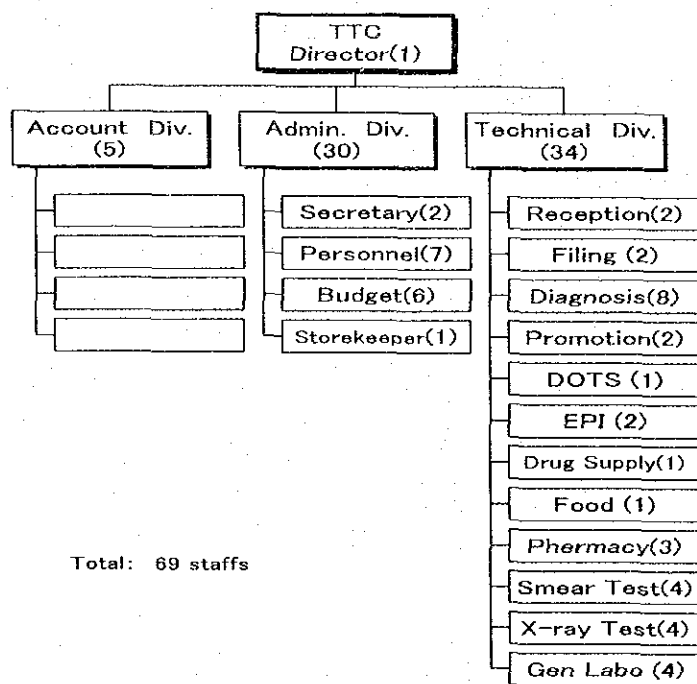 TTC
Director(1)
Account Div.
(5)
Admin. Div.
(30)
Technical Div.
(34)
Secretary(2)
Personnel(7)
Budget(6)
Storekeeper(1)
Reception(2)
Filing (2)
Diagnosis(8)
Promotion(2)
DOTS (1)
EPI (2)
Drug Supply(1)
Food (1)
Phermacy(3)
Smear Test(4)
X-ray Test(4)
Gen Labo (4)
Total: 69 staffs